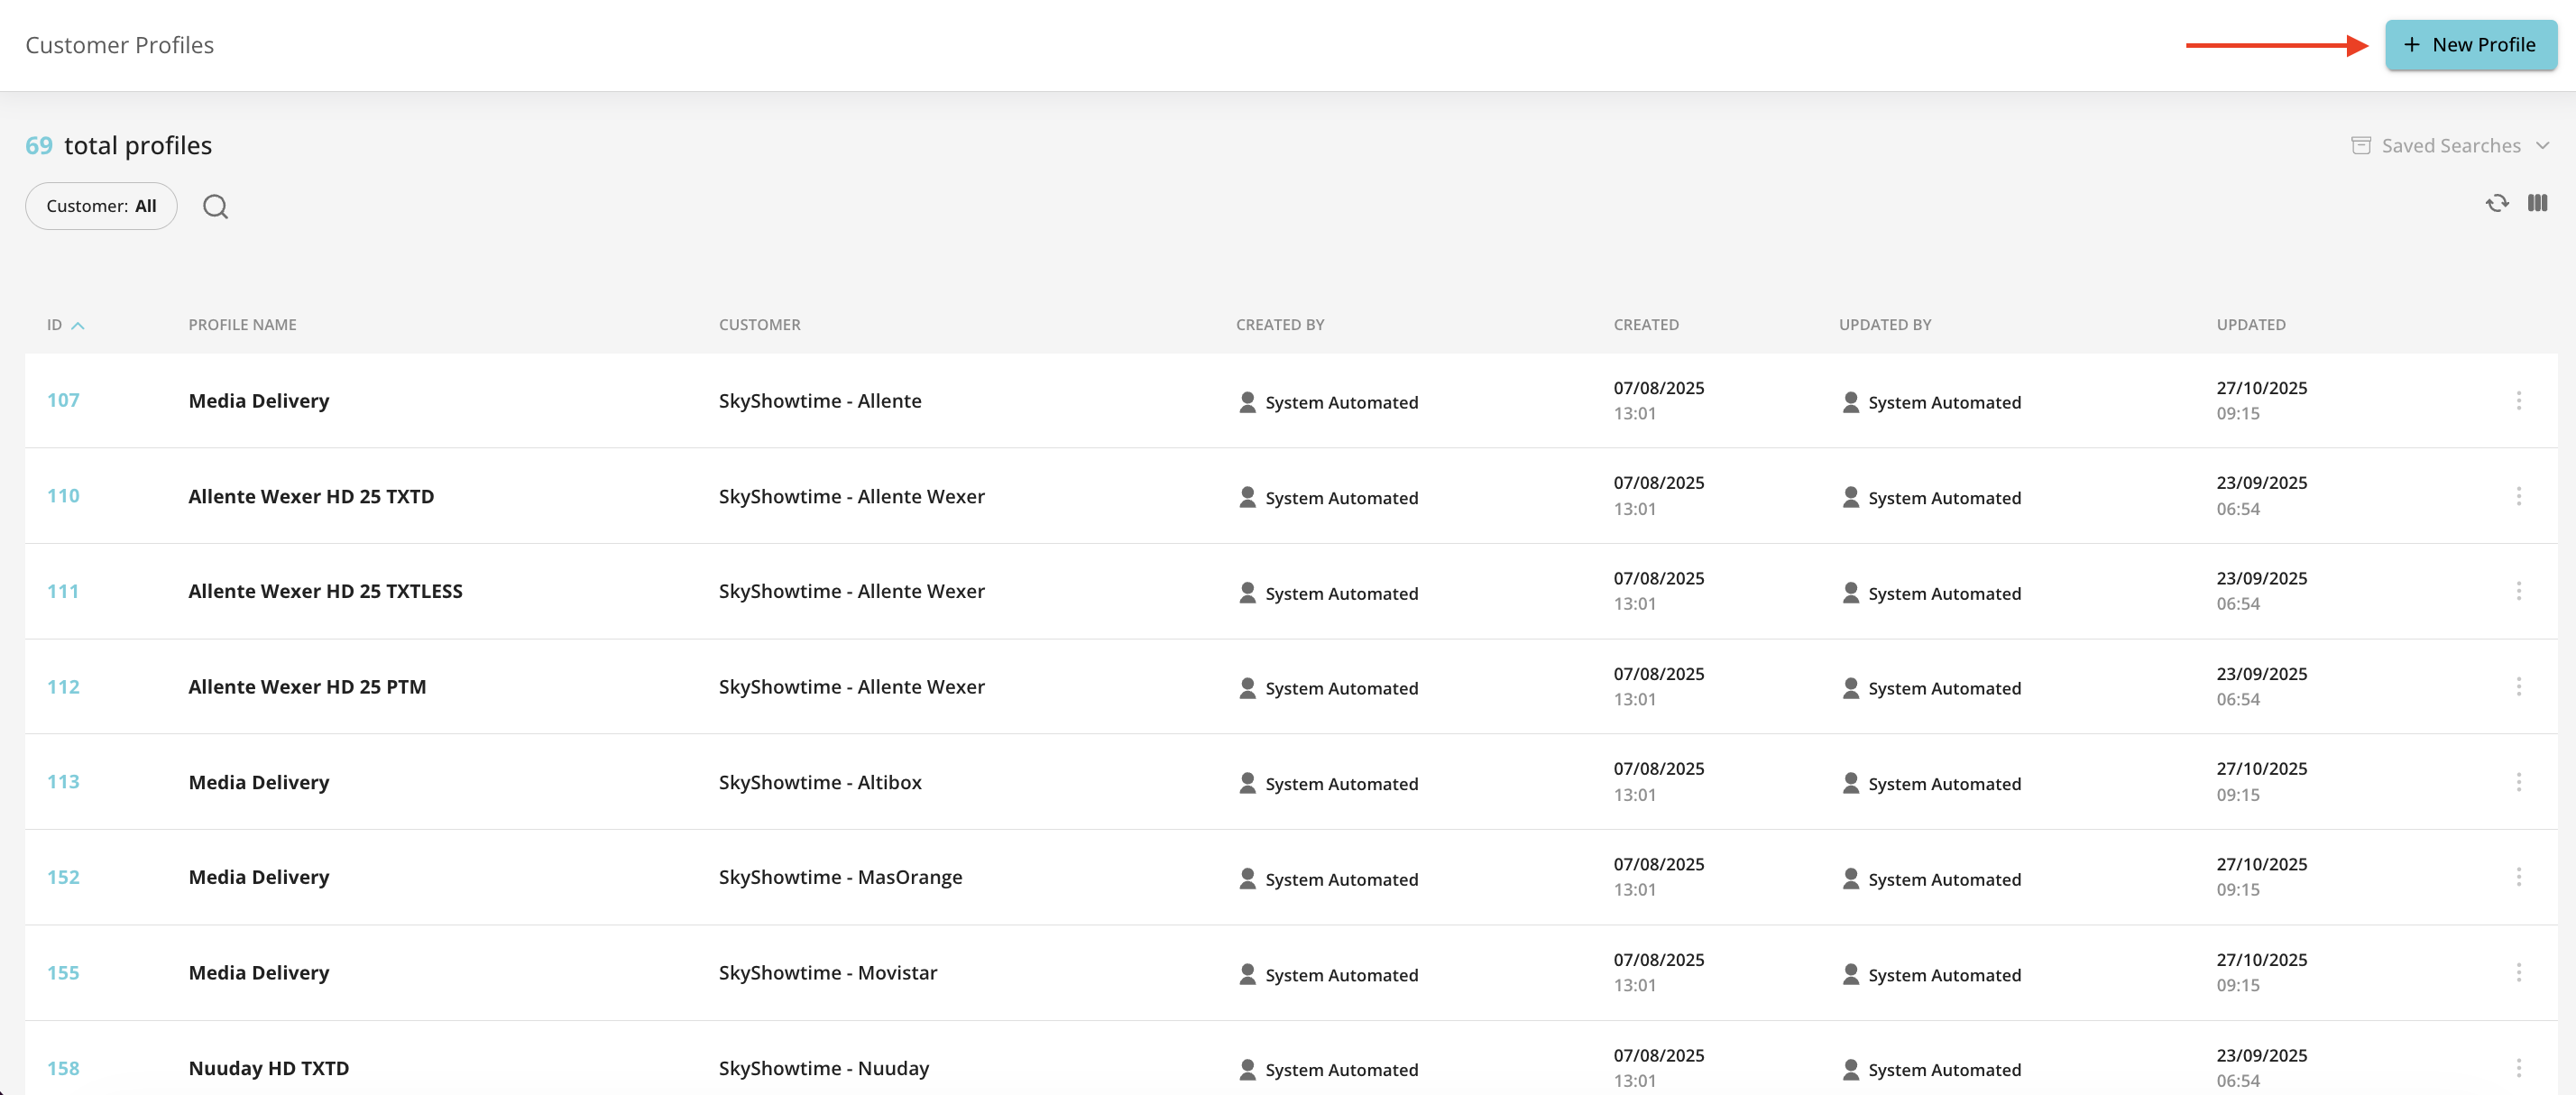 Customer Profiles
+ New Profile
69 total profiles
Saved Searches
Customer: All
ID PROFILE NAME CUSTOMER CREATED BY CREATED UPDATED BY UPDATED
107 Media Delivery SkyShowtime - Allente System Automated 07/08/2025 System Automated 27/10/2025
13:01 09:15
110 Allente Wexer HD 25 TXTD SkyShowtime - Allente Wexer System Automated 07/08/2025 System Automated 23/09/2025
13:01 06:54
111 Allente Wexer HD 25 TXTLESS SkyShowtime - Allente Wexer System Automated 07/08/2025 System Automated 23/09/2025
13:01 06:54
112 Allente Wexer HD 25 PTM SkyShowtime - Allente Wexer System Automated 07/08/2025 System Automated 23/09/2025
13:01 06:54
113 Media Delivery SkyShowtime - Altibox System Automated 07/08/2025 System Automated 27/10/2025
13:01 09:15
152 Media Delivery SkyShowtime - MasOrange System Automated 07/08/2025 System Automated 27/10/2025
13:01 09:15
155 Media Delivery SkyShowtime - Movistar System Automated 07/08/2025 System Automated 27/10/2025
13:01 09:15
158 Nuuday HD TXTD SkyShowtime - Nuuday System Automated 07/08/2025 System Automated 23/09/2025
13:01 06:54